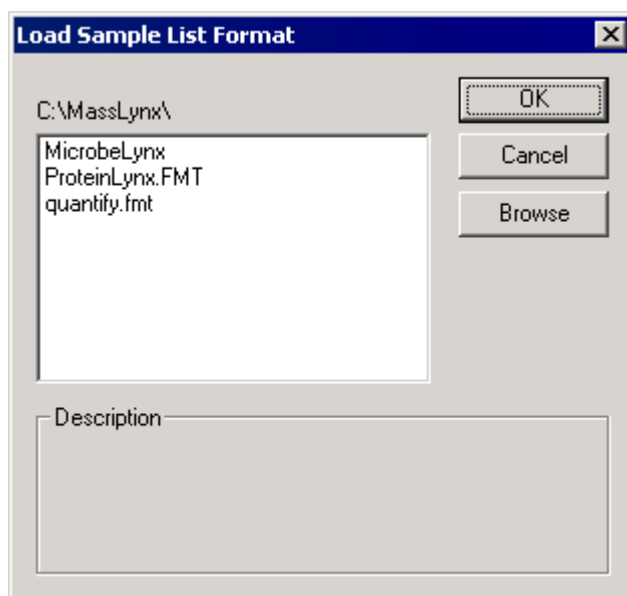 Load Sample List Format
C:\MassLynx\
OK
MicrobeLynx
ProteinLynx.FMT
quantify.fmt
Cancel
Browse
Description